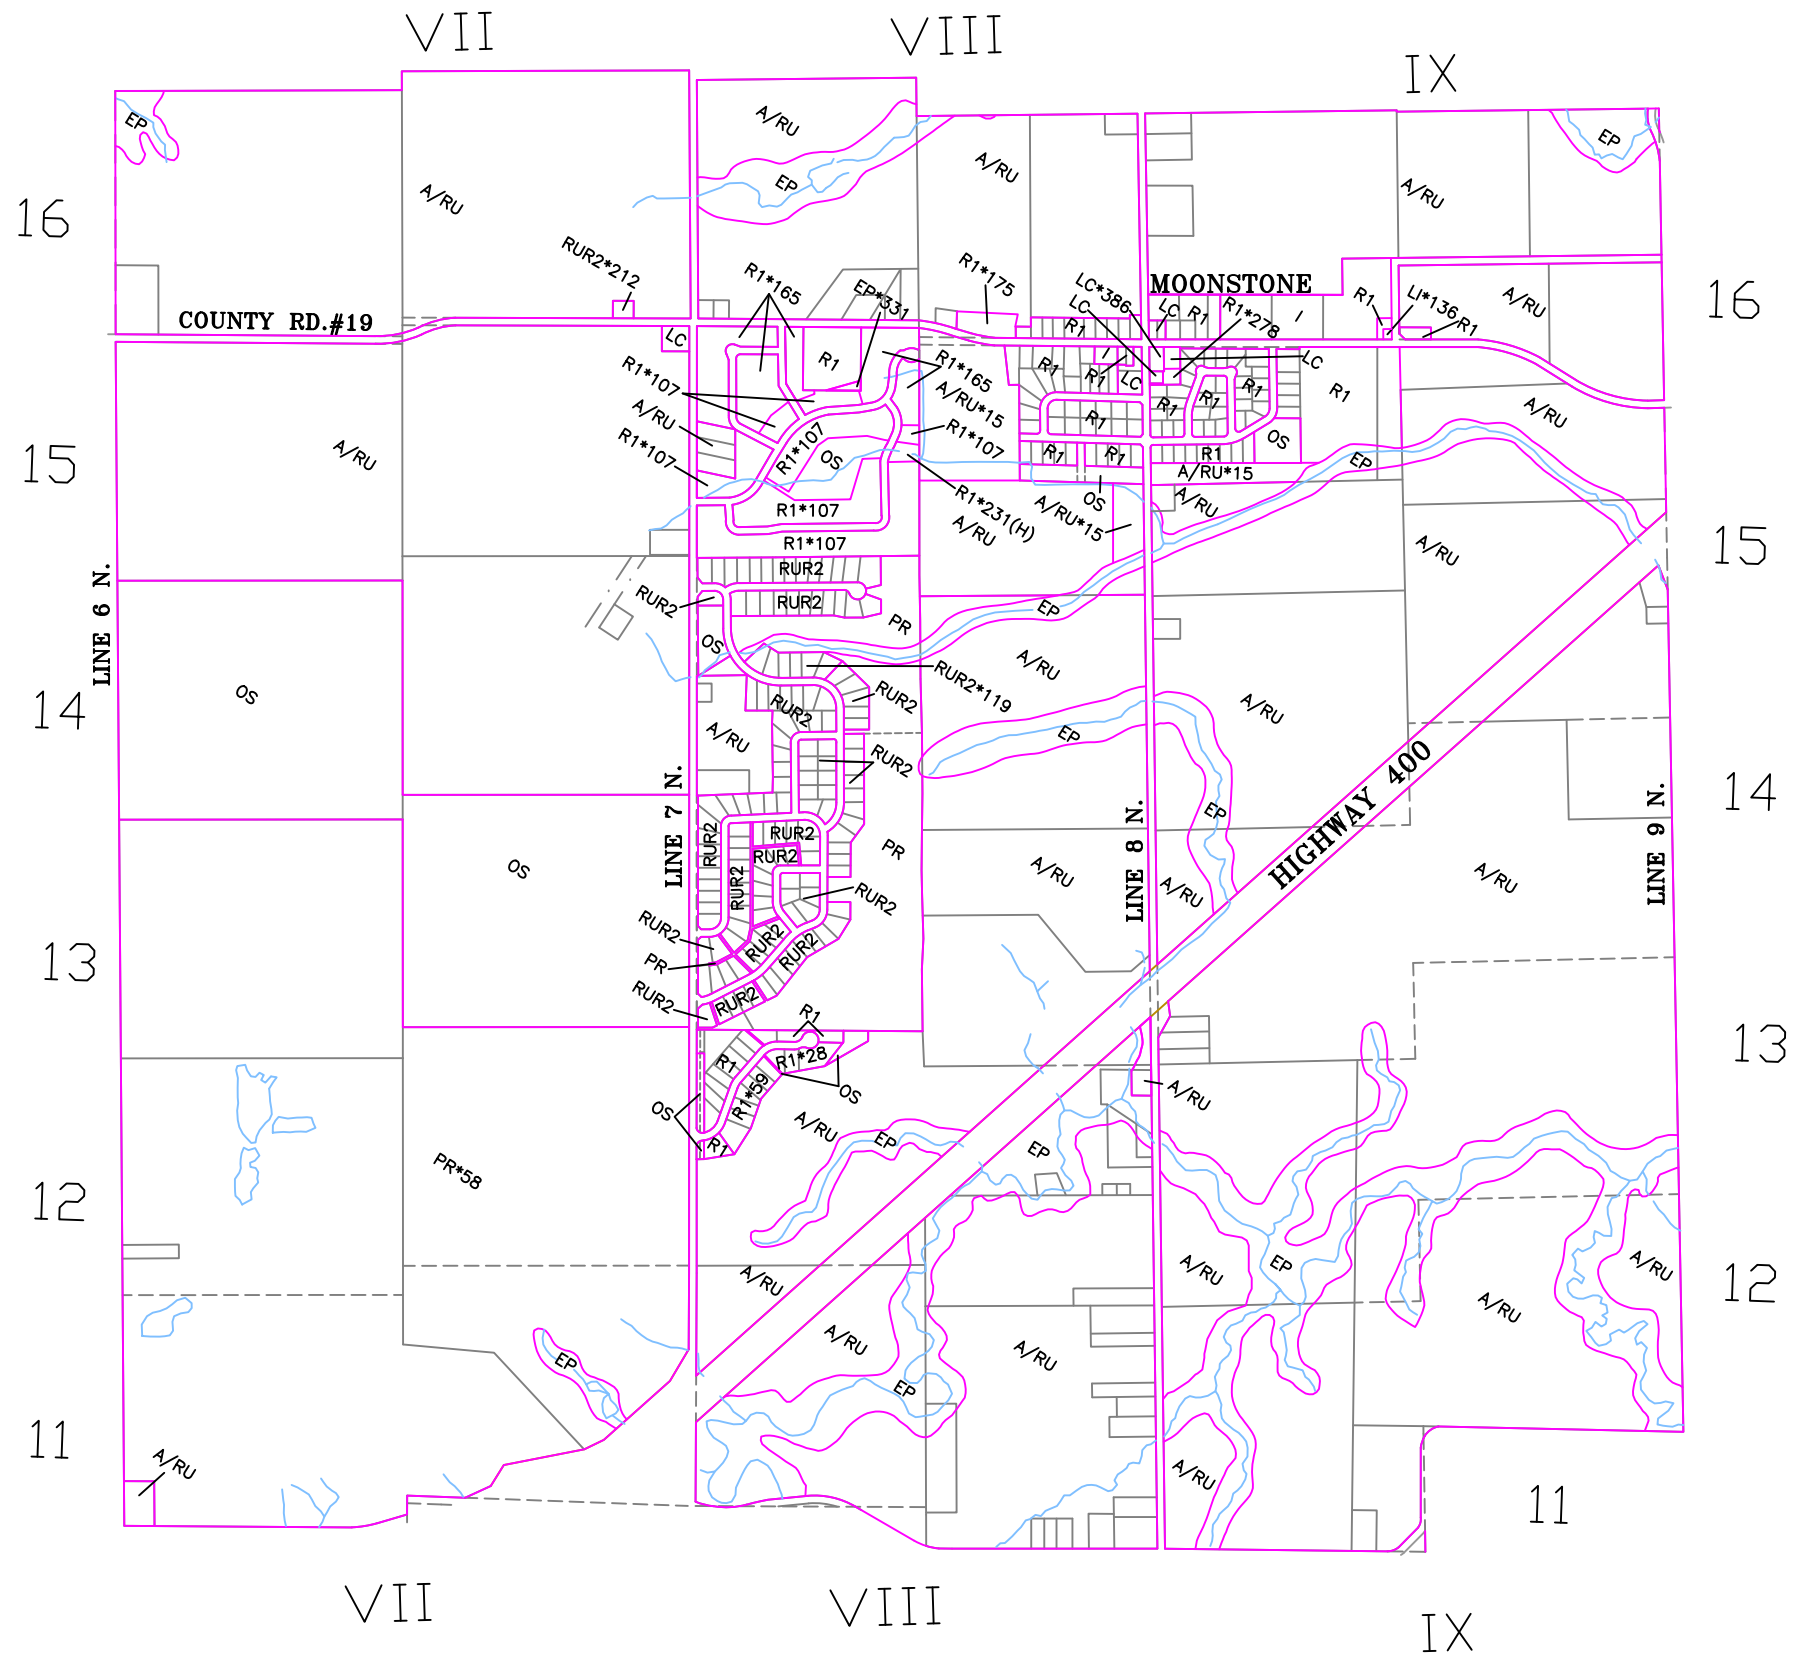 VII
VIII
IX
EP
A/RU
A/RU
EP
A/RU
EP
A/RU
16
RUR2*212
R1*165
EP*331
R1*175
LC*386
LC
MOONSTONE
LC
R1
R1*278
I
R1
LI*136
R1
A/RU
16
COUNTY RD.#19
LC
R1
R1
I
R1
R1
LC
LC
R1
R1*107
R1*165
A/RU*15
R1
R1
R1
R1
A/RU
A/RU
R1*107
R1*107
OS
R1*107
R1
R1
R1
OS
EP
15
A/RU
R1*107
R1*231(H)
A/RU
OS
A/RU*15
A/RU*15
A/RU
A/RU
15
R1*107
RUR2
RUR2
RUR2
LINE 6 N.
OS
PR
EP
A/RU
RUR2*119
RUR2
RUR2
14
OS
A/RU
RUR2
EP
A/RU
LINE 7 N.
LINE 8 N.
HIGHWAY 400
LINE 9 N.
14
EP
OS
RUR2
RUR2
RUR2
RUR2
RUR2
PR
A/RU
A/RU
A/RU
13
RUR2
PR
RUR2
RUR2
RUR2
RUR2
R1
R1
R1*28
R1*59
OS
OS
R1
A/RU
EP
EP
A/RU
13
12
PR*58
A/RU
A/RU
EP
A/RU
A/RU
12
EP
A/RU
EP
A/RU
11
A/RU
A/RU
11
VII
VIII
IX